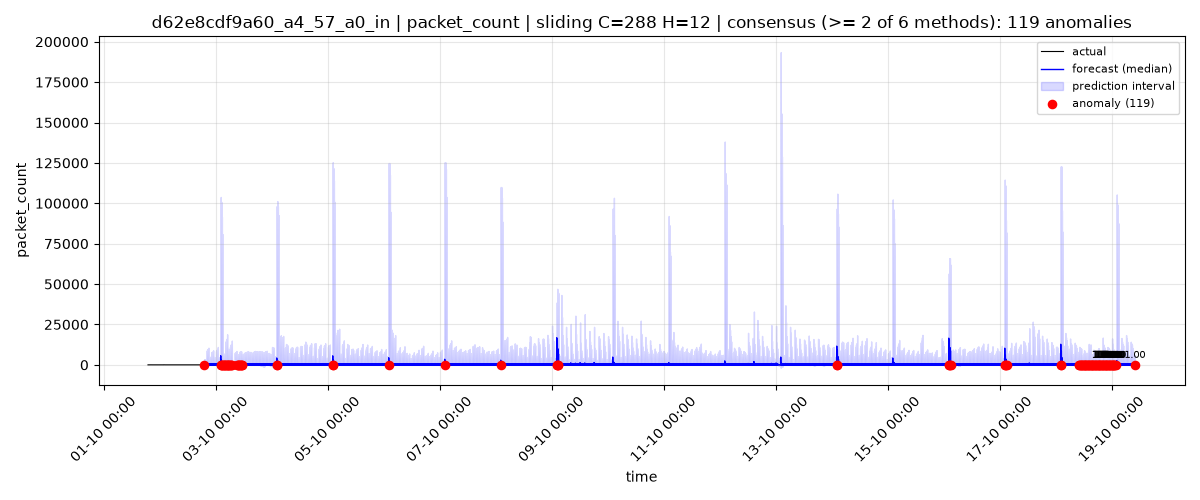 d62e8cdf9a60_a4_57_a0_in | packet_count | sliding C=288 H=12 | consensus (>= 2 of 6 methods): 119 anomalies
actual
forecast (median)
prediction interval
anomaly (119)
200000
175000
150000
125000
100000
75000
50000
25000
0
packet_count
01-10 00:00
03-10 00:00
05-10 00:00
07-10 00:00
09-10 00:00
11-10 00:00
13-10 00:00
15-10 00:00
17-10 00:00
19-10 00:00
time